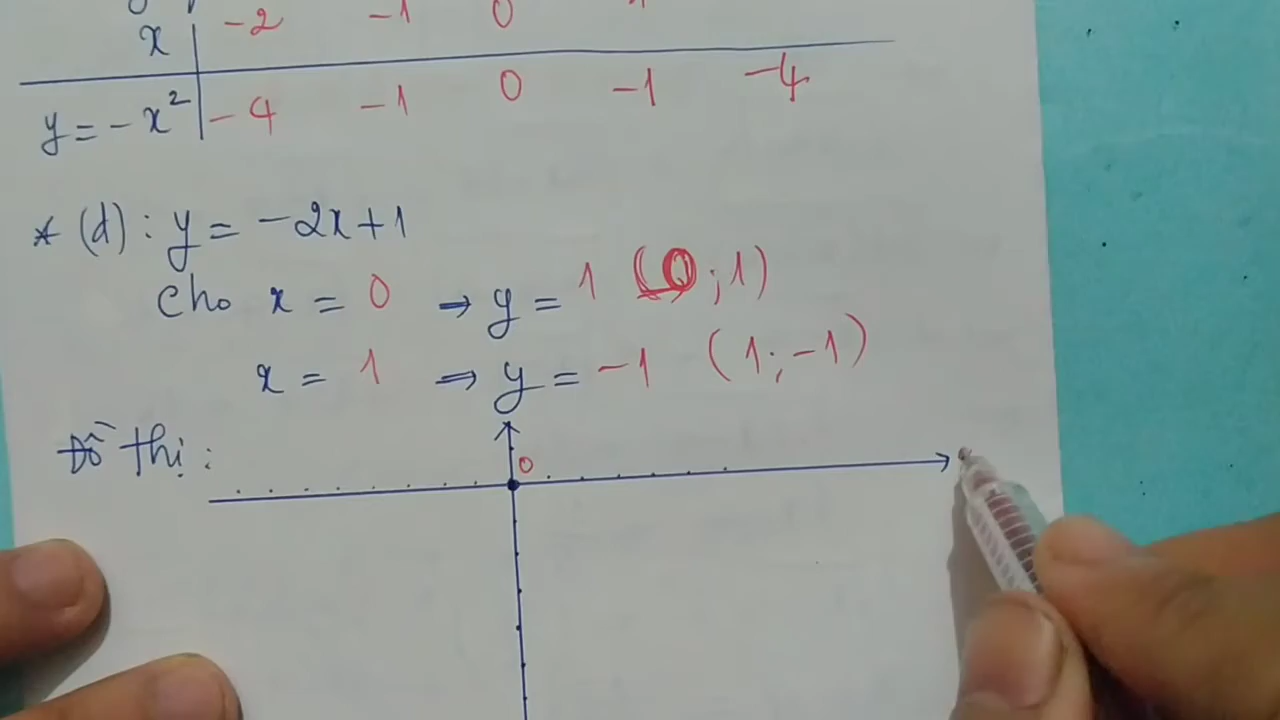 x -2 -1 0
y = -x² -4 -1 0 -1 -4
* (d): y = -2x+1
Cho x = 0 → y = 1 (0;1)
x = 1 ⇒ y = -1 (1;-1)
Đồ thị:
0